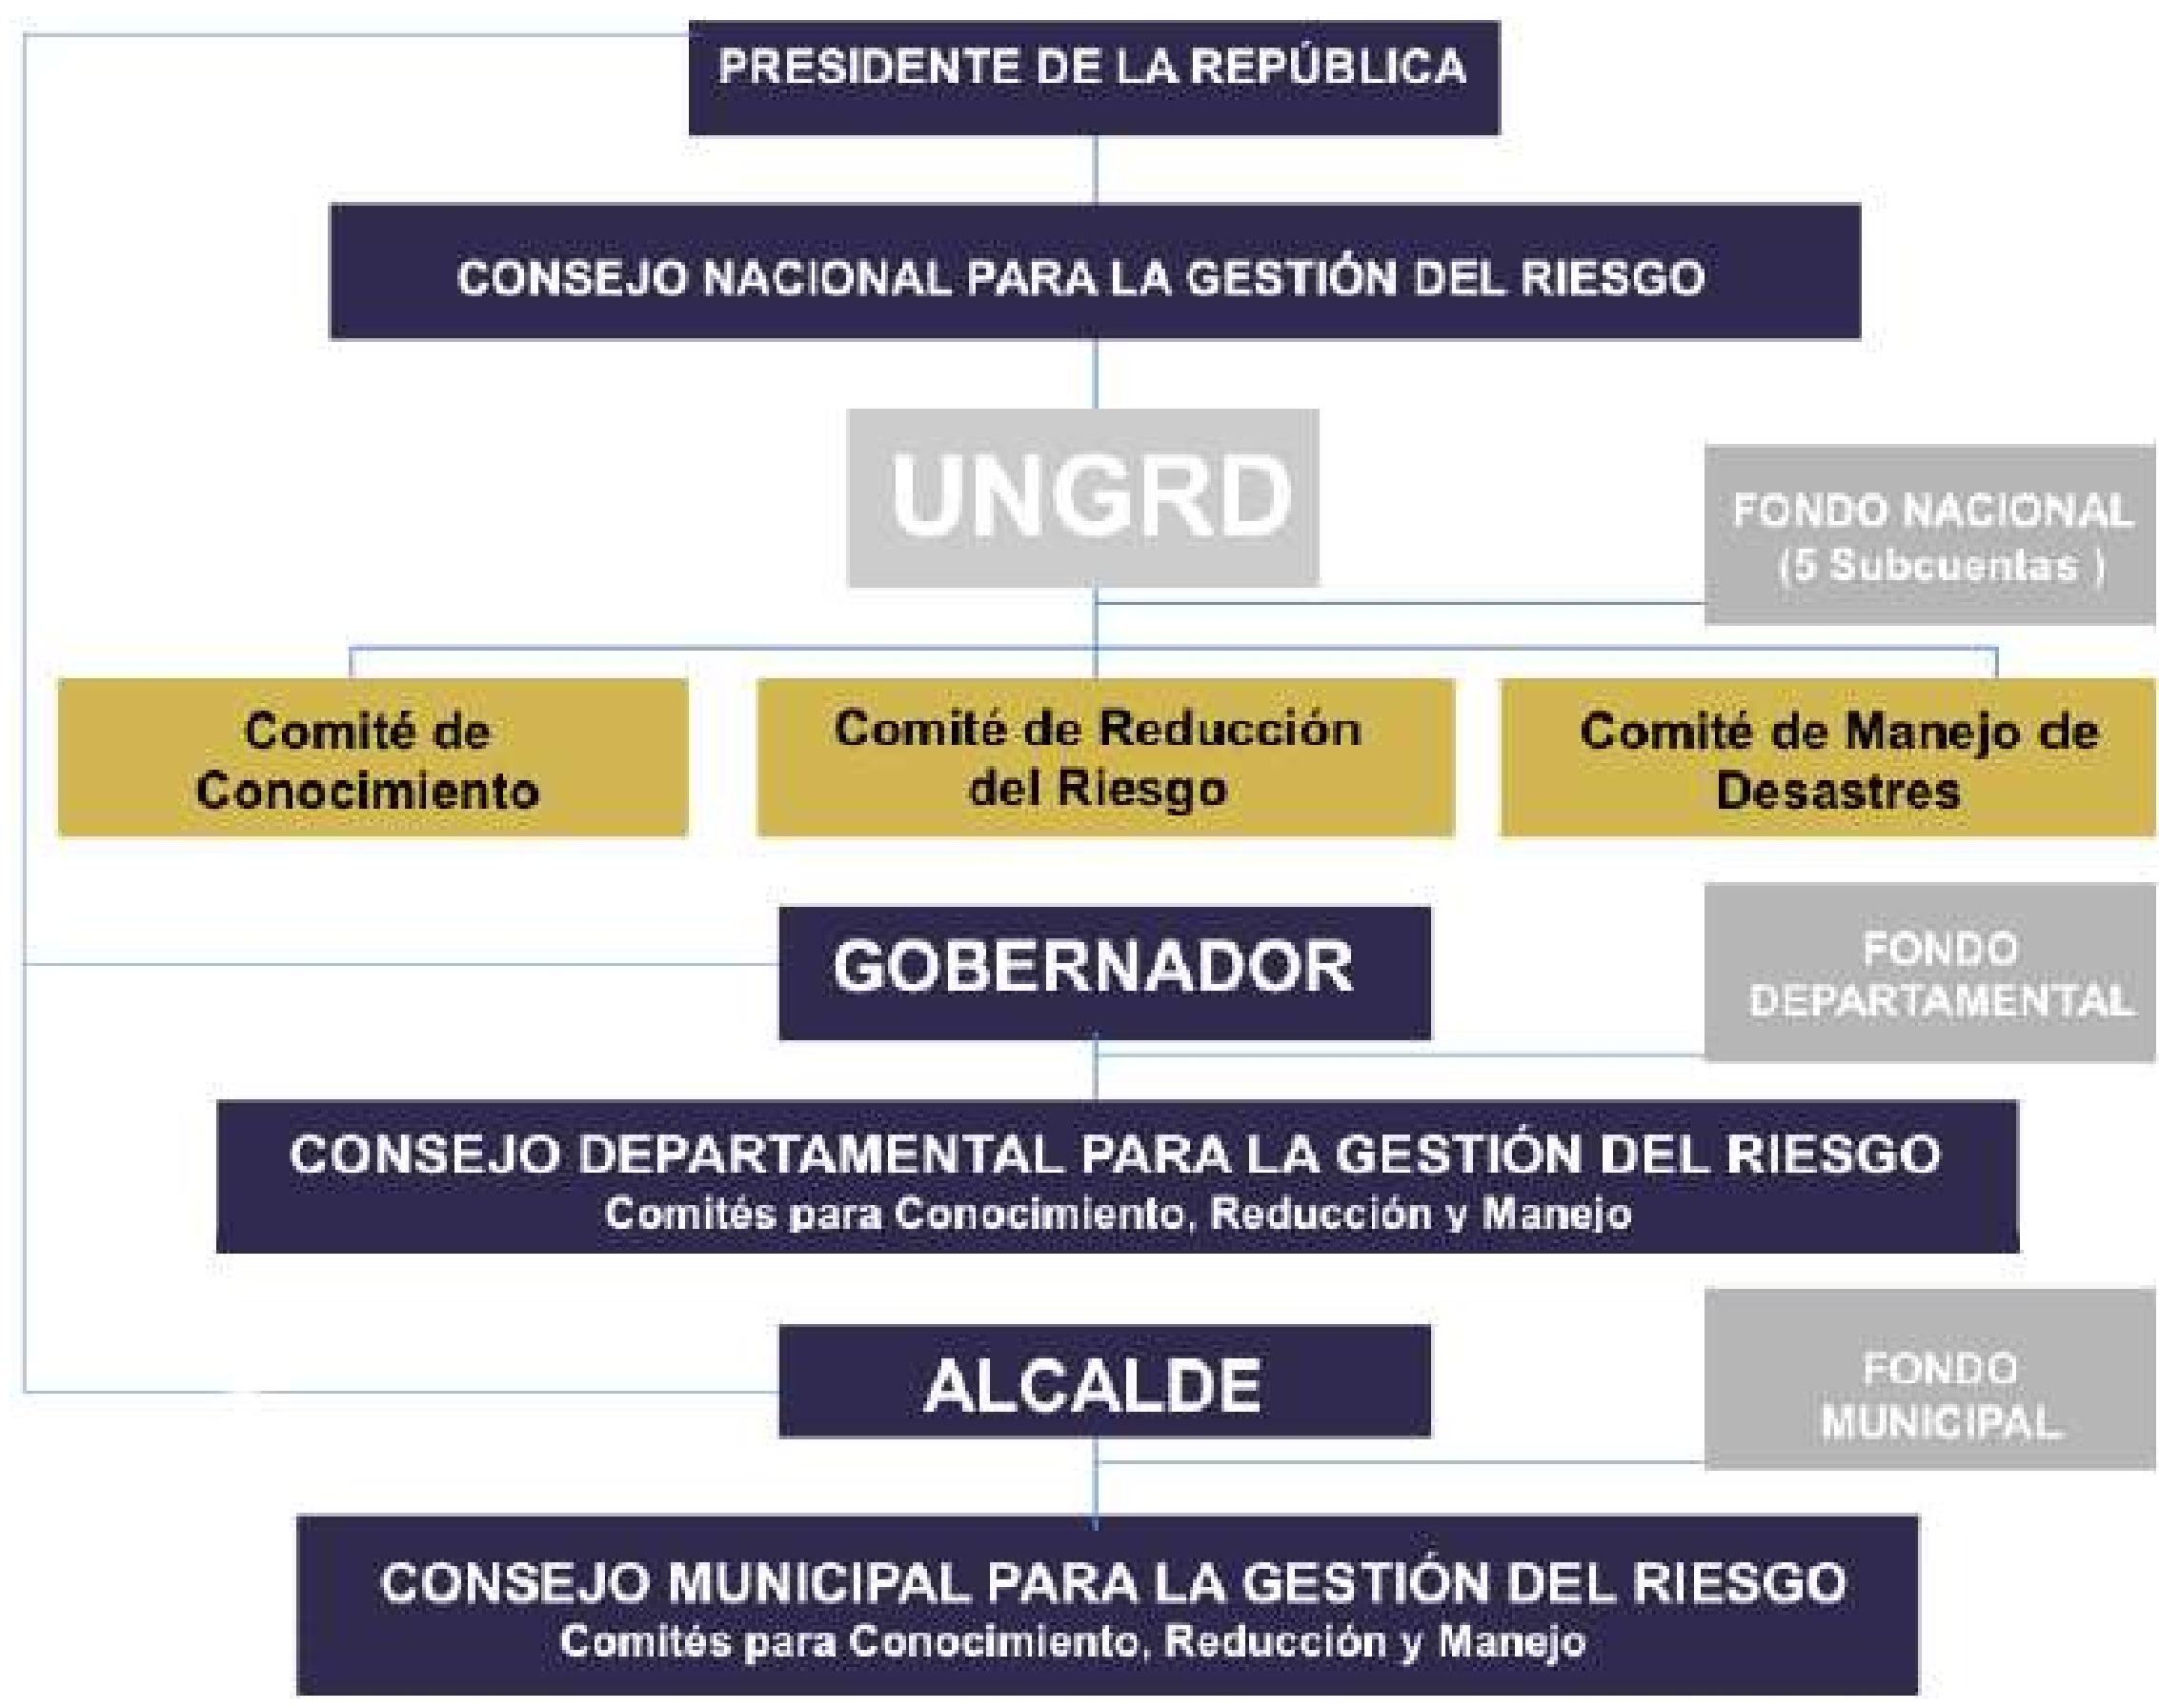 PRESIDENTE DE LA REPÚBLICA
CONSEJO NACIONAL PARA LA GESTIÓN DEL RIESGO
UNGRD
FONDO NACIONAL
(5 Subcuentas )
Comité de
Conocimiento
Comité de Reducción
del Riesgo
Comité de Manejo de
Desastres
GOBERNADOR
FONDO
DEPARTAMENTAL
CONSEJO DEPARTAMENTAL PARA LA GESTIÓN DEL RIESGO
Comités para Conocimiento, Reducción y Manejo
ALCALDE
FONDO
MUNICIPAL
CONSEJO MUNICIPAL PARA LA GESTIÓN DEL RIESGO
Comités para Conocimiento, Reducción y Manejo